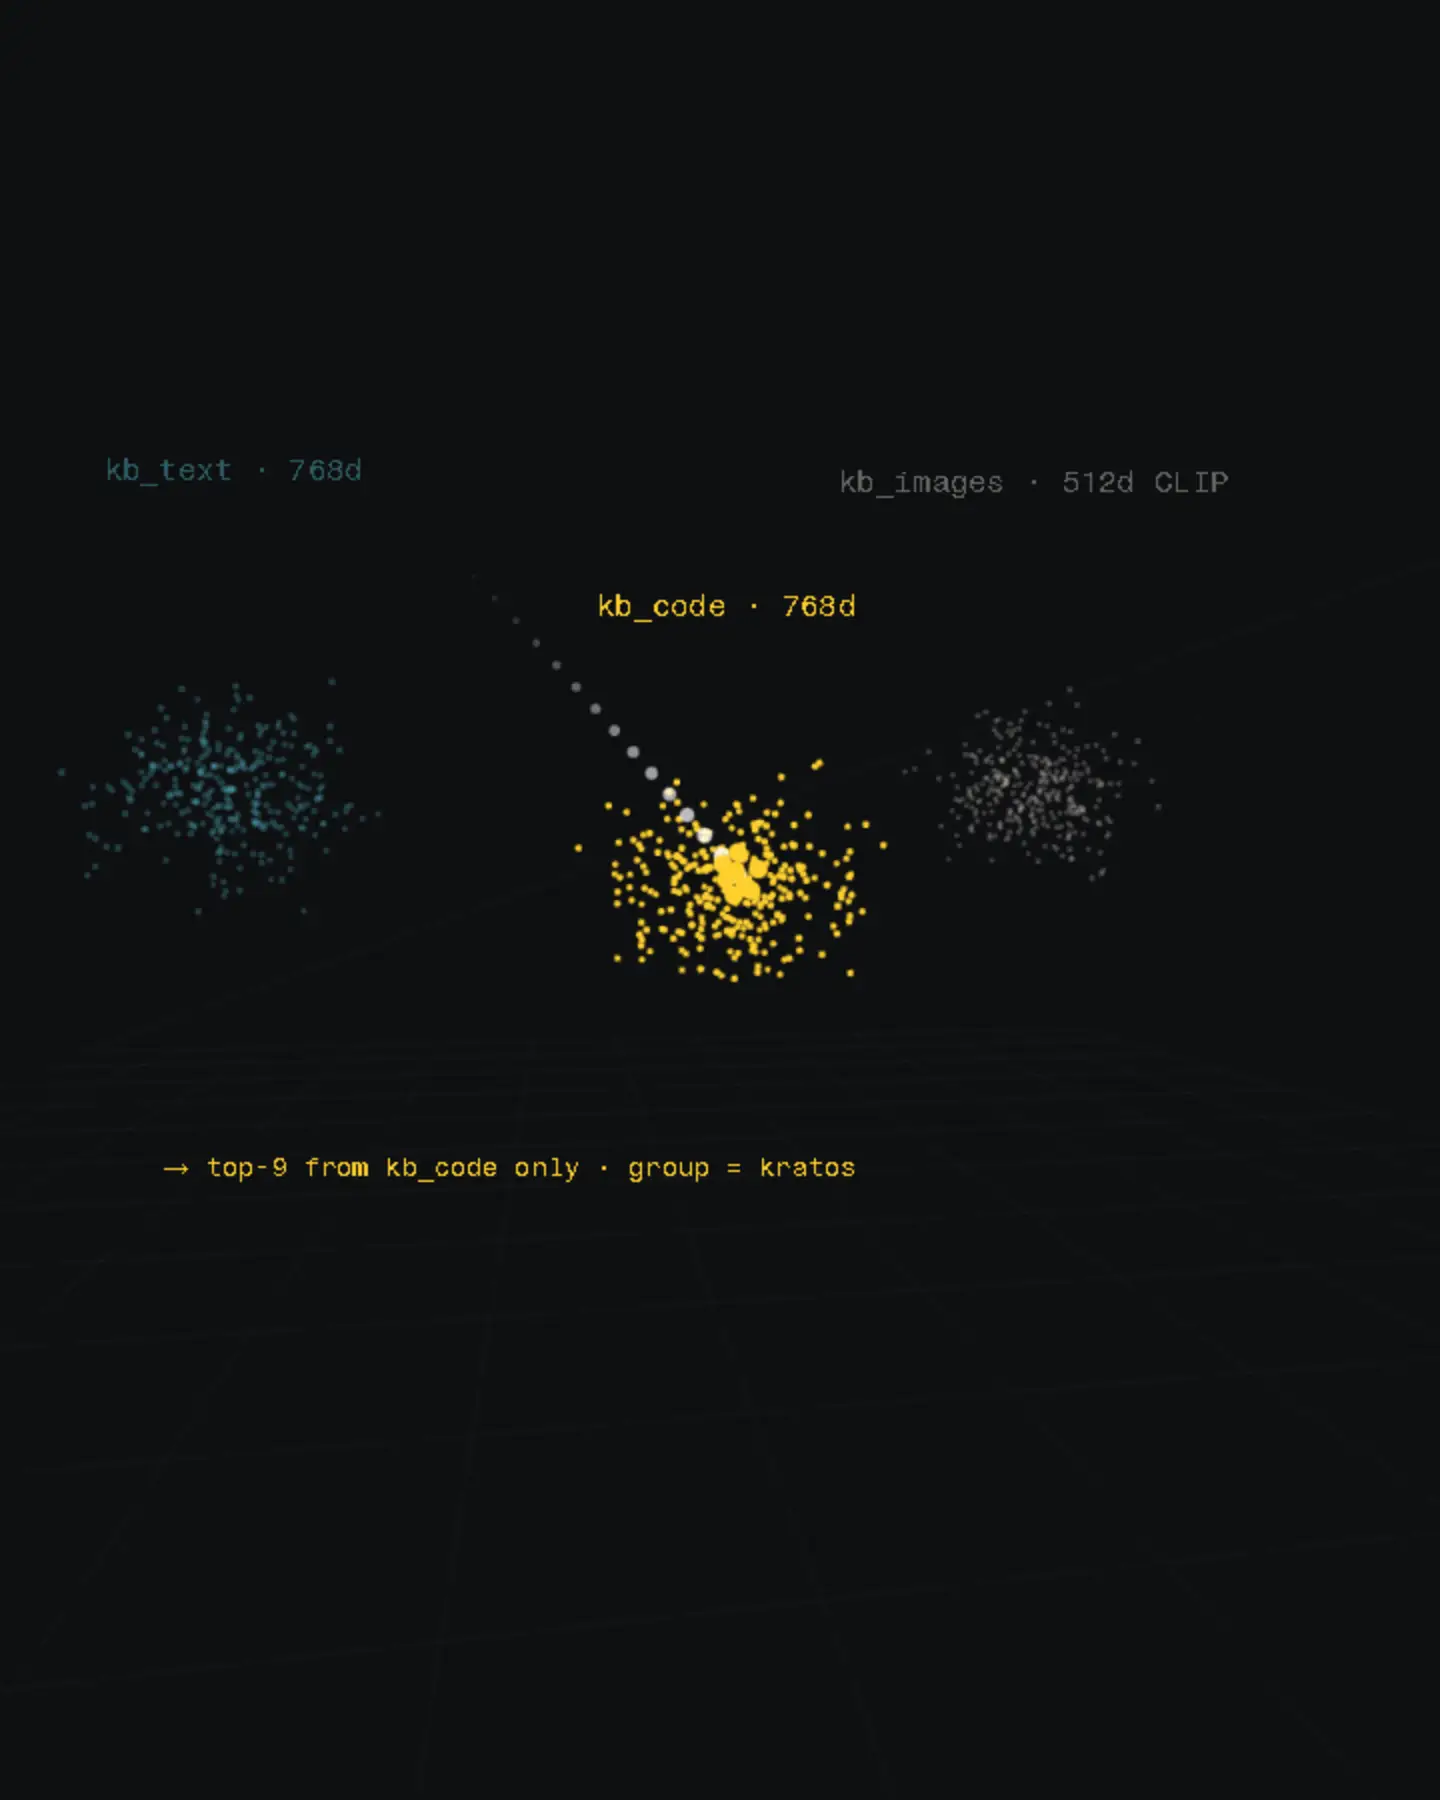 kb_text · 768d
kb_images · 512d CLIP
kb_code · 768d
→ top-9 from kb_code only · group = kratos